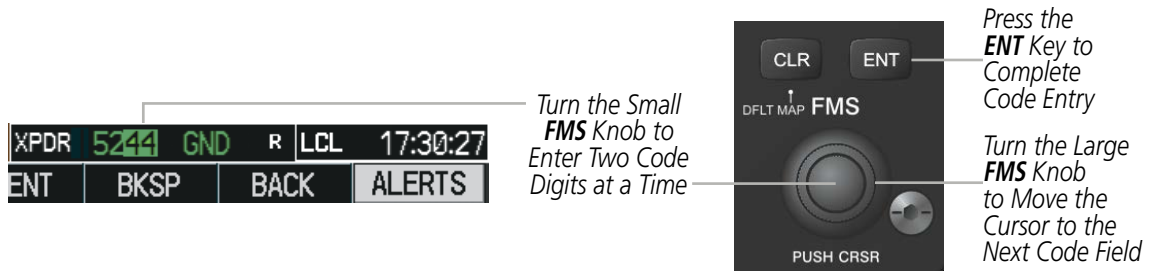 XPDR 5244 GND R LCL 17:30:27
ENT BKSP BACK ALERTS
Turn the Small
FMS Knob to
Enter Two Code
Digits at a Time
CLR ENT
DFLT MAP FMS
PUSH CRSR
Press the
ENT Key to
Complete
Code Entry
Turn the Large
FMS Knob
to Move the
Cursor to the
Next Code Field